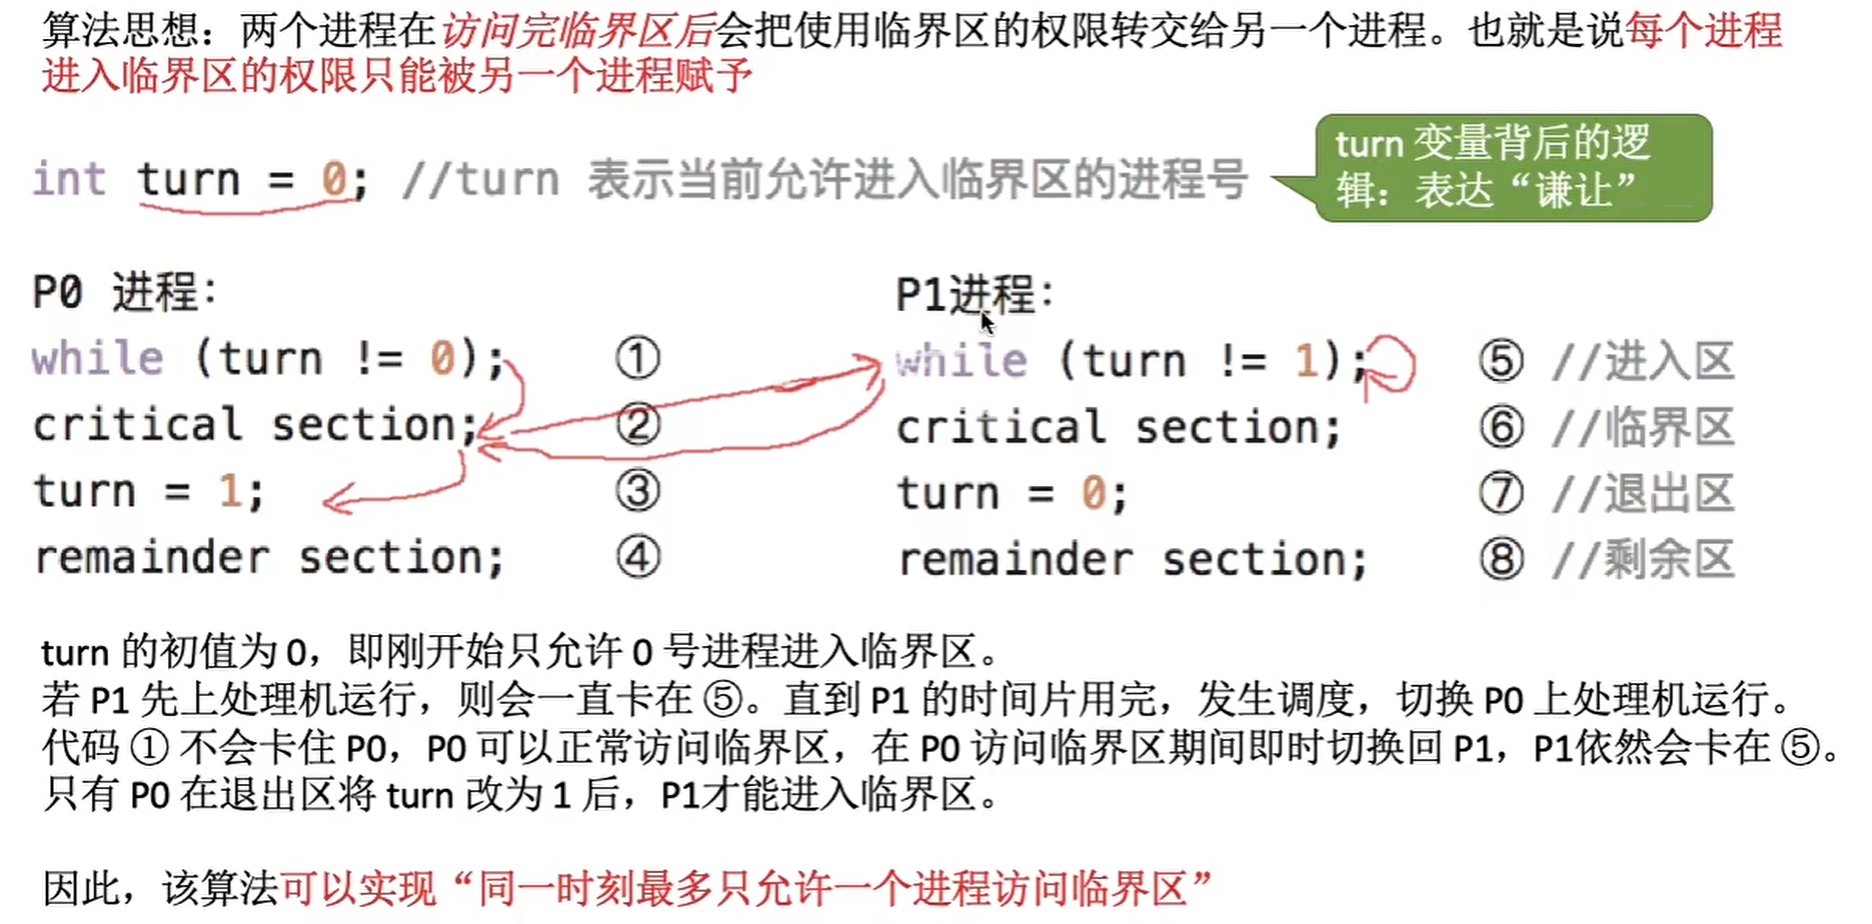 算法思想：两个进程在访问完临界区后会把使用临界区的权限转交给另一个进程。也就是说每个进程
进入临界区的权限只能被另一个进程赋予
int turn = 0; //turn 表示当前允许进入临界区的进程号
turn 变量背后的逻
辑：表达“谦让”
P0 进程：
while (turn != 0); ①
critical section; ②
turn = 1; ③
remainder section; ④
P1进程：
while (turn != 1); ⑤ //进入区
critical section; ⑥ //临界区
turn = 0; ⑦ //退出区
remainder section; ⑧ //剩余区
turn 的初值为 0，即刚开始只允许 0 号进程进入临界区。
若 P1 先上处理机运行，则会一直卡在 ⑤。直到 P1 的时间片用完，发生调度，切换 P0 上处理机运行。
代码 ① 不会卡住 P0，P0 可以正常访问临界区，在 P0 访问临界区期间即时切换回 P1，P1依然会卡在 ⑤。
只有 P0 在退出区将 turn 改为 1 后，P1才能进入临界区。
因此，该算法可以实现“同一时刻最多只允许一个进程访问临界区”